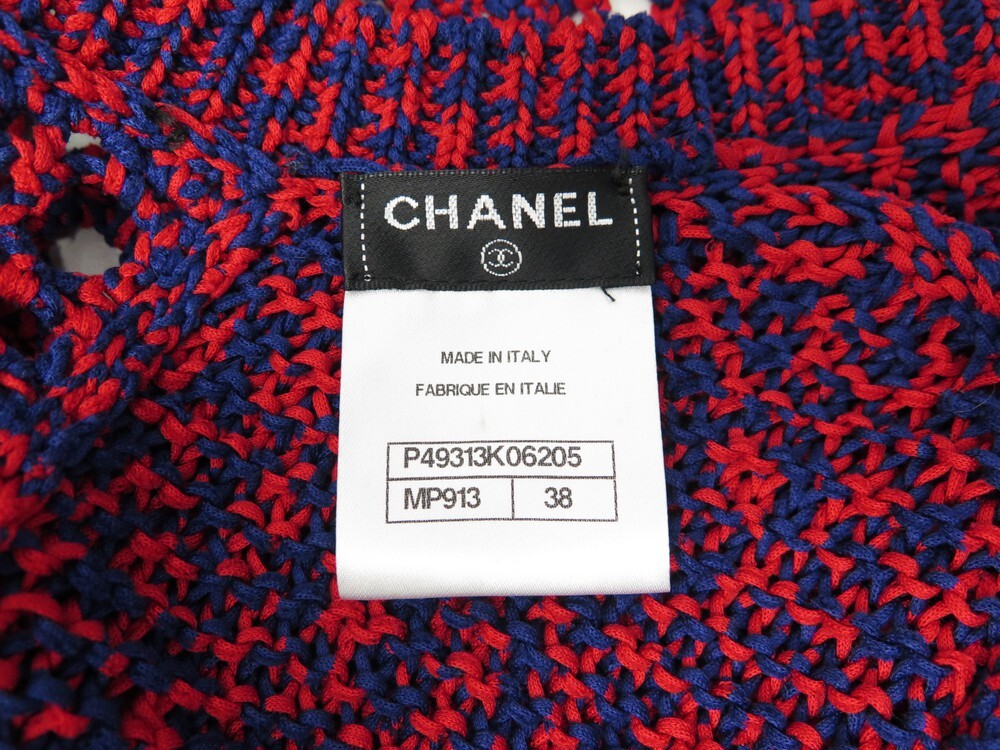 CHANEL
MADE IN ITALY
FABRIQUE EN ITALIE
P49313K06205
MP913 38